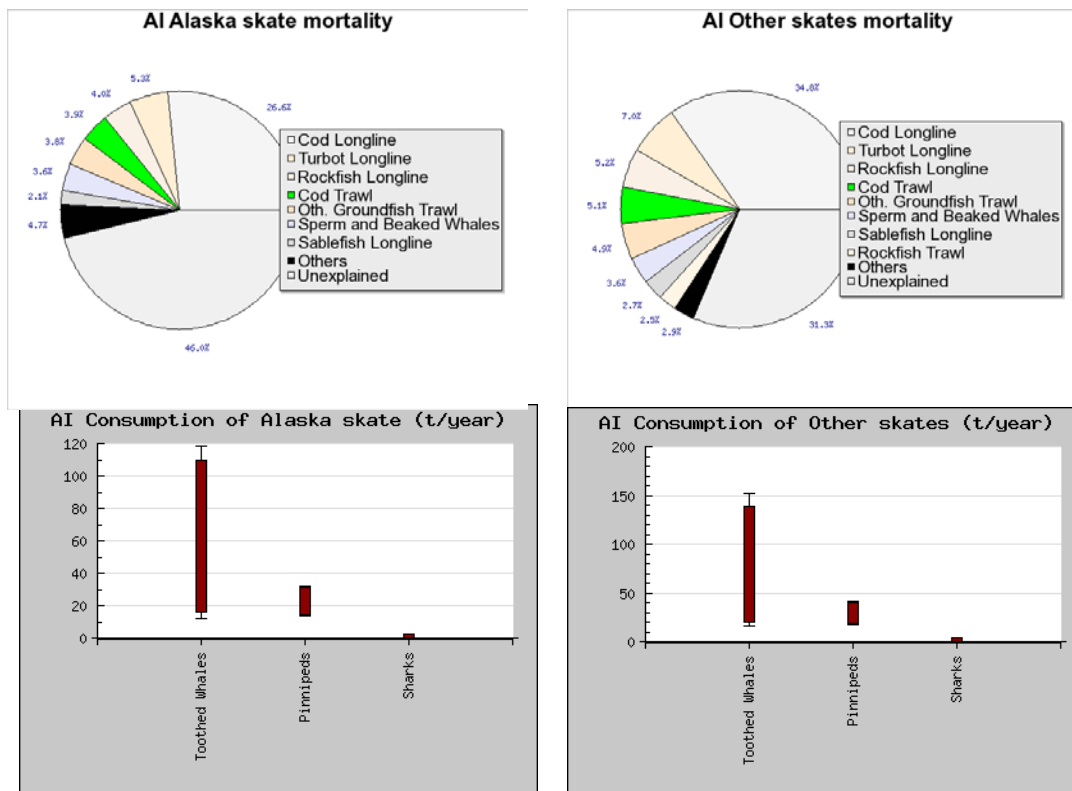 AI Alaska skate mortality
5.3%
4.0%
3.9%
3.8%
3.6%
2.1%
4.7%
26.6%
46.0%
Cod Longline
Turbot Longline
Rockfish Longline
Cod Trawl
Oth. Groundfish Trawl
Sperm and Beaked Whales
Sablefish Longline
Others
Unexplained
AI Other skates mortality
34.8%
7.0%
5.2%
5.1%
4.9%
3.6%
2.7%
2.5%
2.9%
31.3%
Cod Longline
Turbot Longline
Rockfish Longline
Cod Trawl
Oth. Groundfish Trawl
Sperm and Beaked Whales
Sablefish Longline
Rockfish Trawl
Others
Unexplained
AI Consumption of Alaska skate (t/year)
120
100
80
60
40
20
0
Toothed Whales
Pinnipeds
Sharks
AI Consumption of Other skates (t/year)
200
150
100
50
0
Toothed Whales
Pinnipeds
Sharks